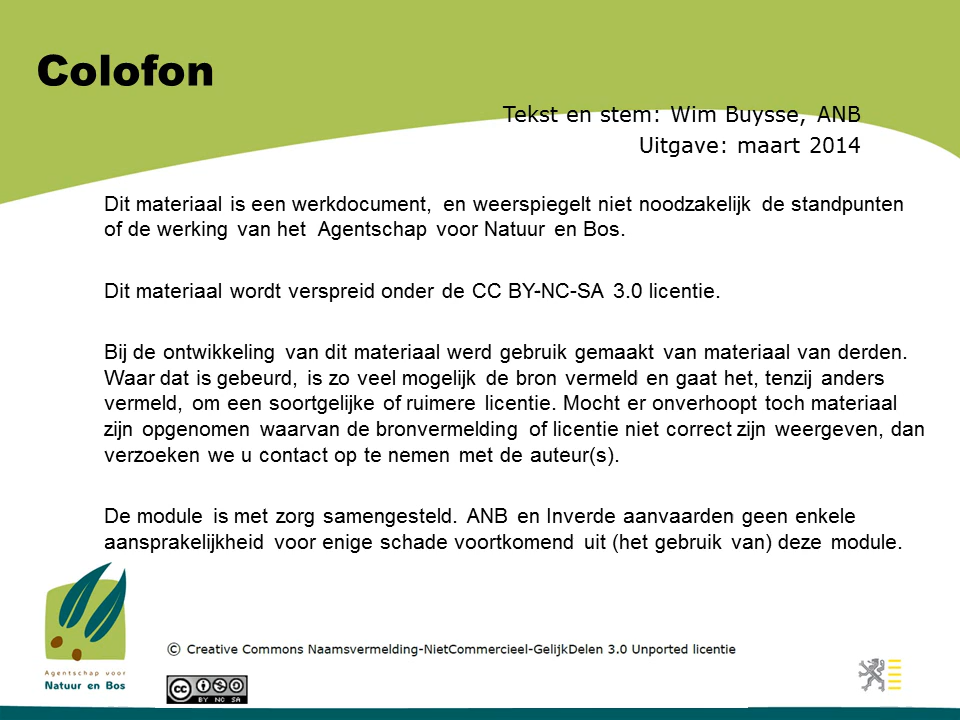 Colofon
Tekst en stem: Wim Buysse, ANB
Uitgave: maart 2014
Dit materiaal is een werkdocument, en weerspiegelt niet noodzakelijk de standpunten
of de werking van het Agentschap voor Natuur en Bos.
Dit materiaal wordt verspreid onder de CC BY-NC-SA 3.0 licentie.
Bij de ontwikkeling van dit materiaal werd gebruik gemaakt van materiaal van derden.
Waar dat is gebeurd, is zo veel mogelijk de bron vermeld en gaat het, tenzij anders
vermeld, om een soortgelijke of ruimere licentie. Mocht er onverhoopt toch materiaal
zijn opgenomen waarvan de bronvermelding of licentie niet correct zijn weergeven, dan
verzoeken we u contact op te nemen met de auteur(s).
De module is met zorg samengesteld. ANB en Inverde aanvaarden geen enkele
aansprakelijkheid voor enige schade voortkomend uit (het gebruik van) deze module.
Agentschap voor
Natuur en Bos
© Creative Commons Naamsvermelding-NietCommercieel-GelijkDelen 3.0 Unported licentie
cc
BY NC SA